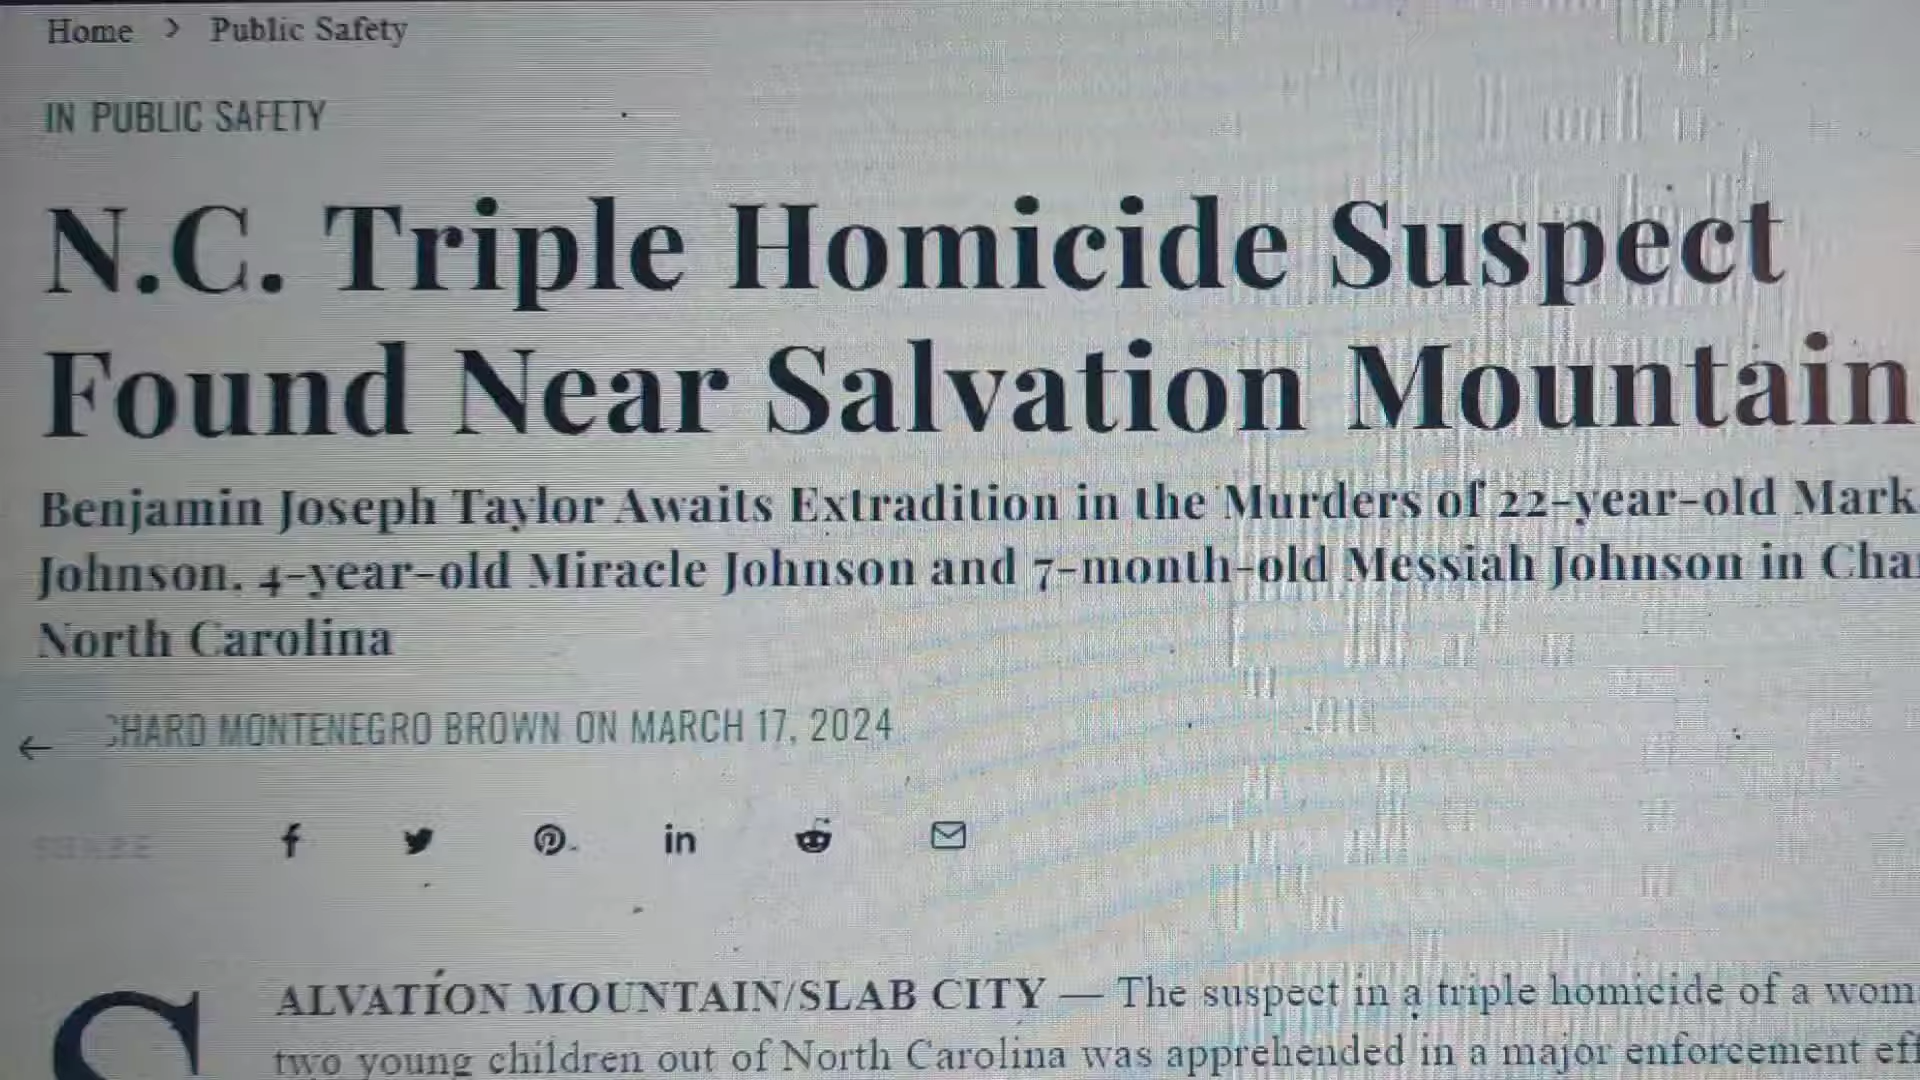 Home > Public Safety
IN PUBLIC SAFETY
N.C. Triple Homicide Suspect
Found Near Salvation Mountain
Benjamin Joseph Taylor Awaits Extradition in the Murders of 22-year-old Mark
Johnson, 4-year-old Miracle Johnson and 7-month-old Messiah Johnson in
North Carolina
MONTENEGRO BROWN ON MARCH 17, 2024
SALVATION MOUNTAIN/SLAB CITY — The suspect in a triple homicide of a
two young children out of North Carolina was apprehended in a major enforcement